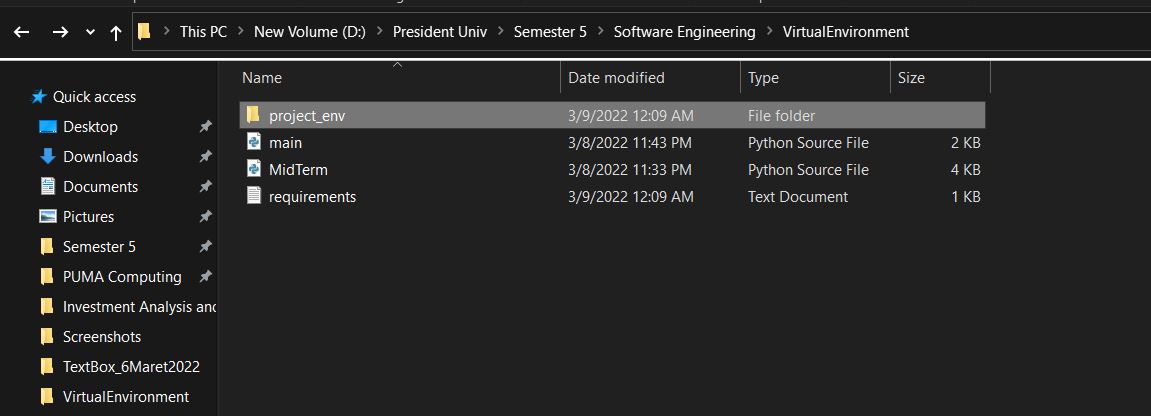 This PC > New Volume (D:) > President Univ > Semester 5 > Software Engineering > VirtualEnvironment
Name Date modified Type Size
Quick access
Desktop
Downloads
Documents
Pictures
Semester 5
PUMA Computing
Investment Analysis and
Screenshots
TextBox_6Maret2022
VirtualEnvironment
project_env 3/9/2022 12:09 AM File folder
main 3/8/2022 11:43 PM Python Source File 2 KB
MidTerm 3/8/2022 11:33 PM Python Source File 4 KB
requirements 3/9/2022 12:09 AM Text Document 1 KB